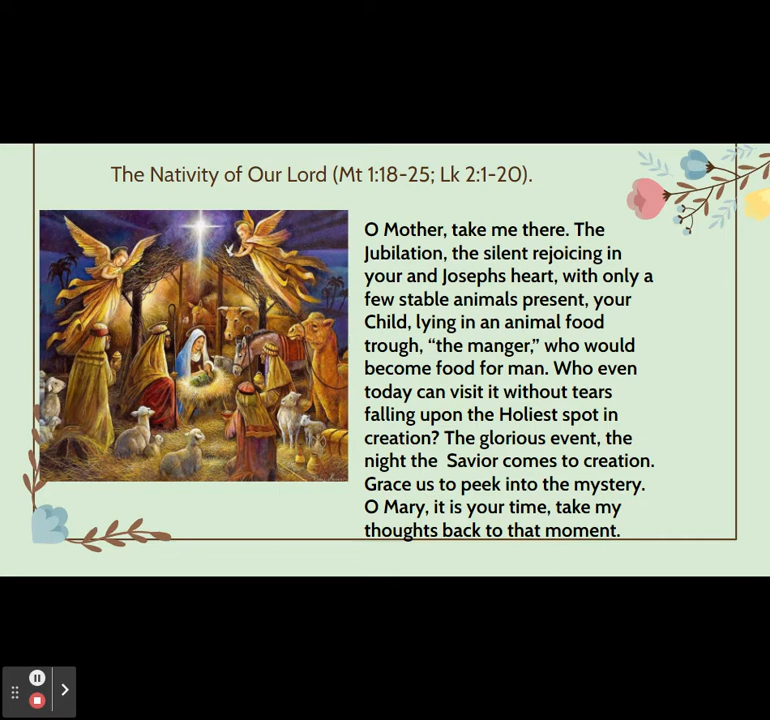 The Nativity of Our Lord (Mt 1:18-25; Lk 2:1-20).
O Mother, take me there. The
Jubilation, the silent rejoicing in
your and Josephs heart, with only a
few stable animals present, your
Child, lying in an animal food
trough, “the manger,” who would
become food for man. Who even
today can visit it without tears
falling upon the Holiest spot in
creation? The glorious event, the
night the  Savior comes to creation.
Grace us to peek into the mystery.
O Mary, it is your time, take my
thoughts back to that moment.